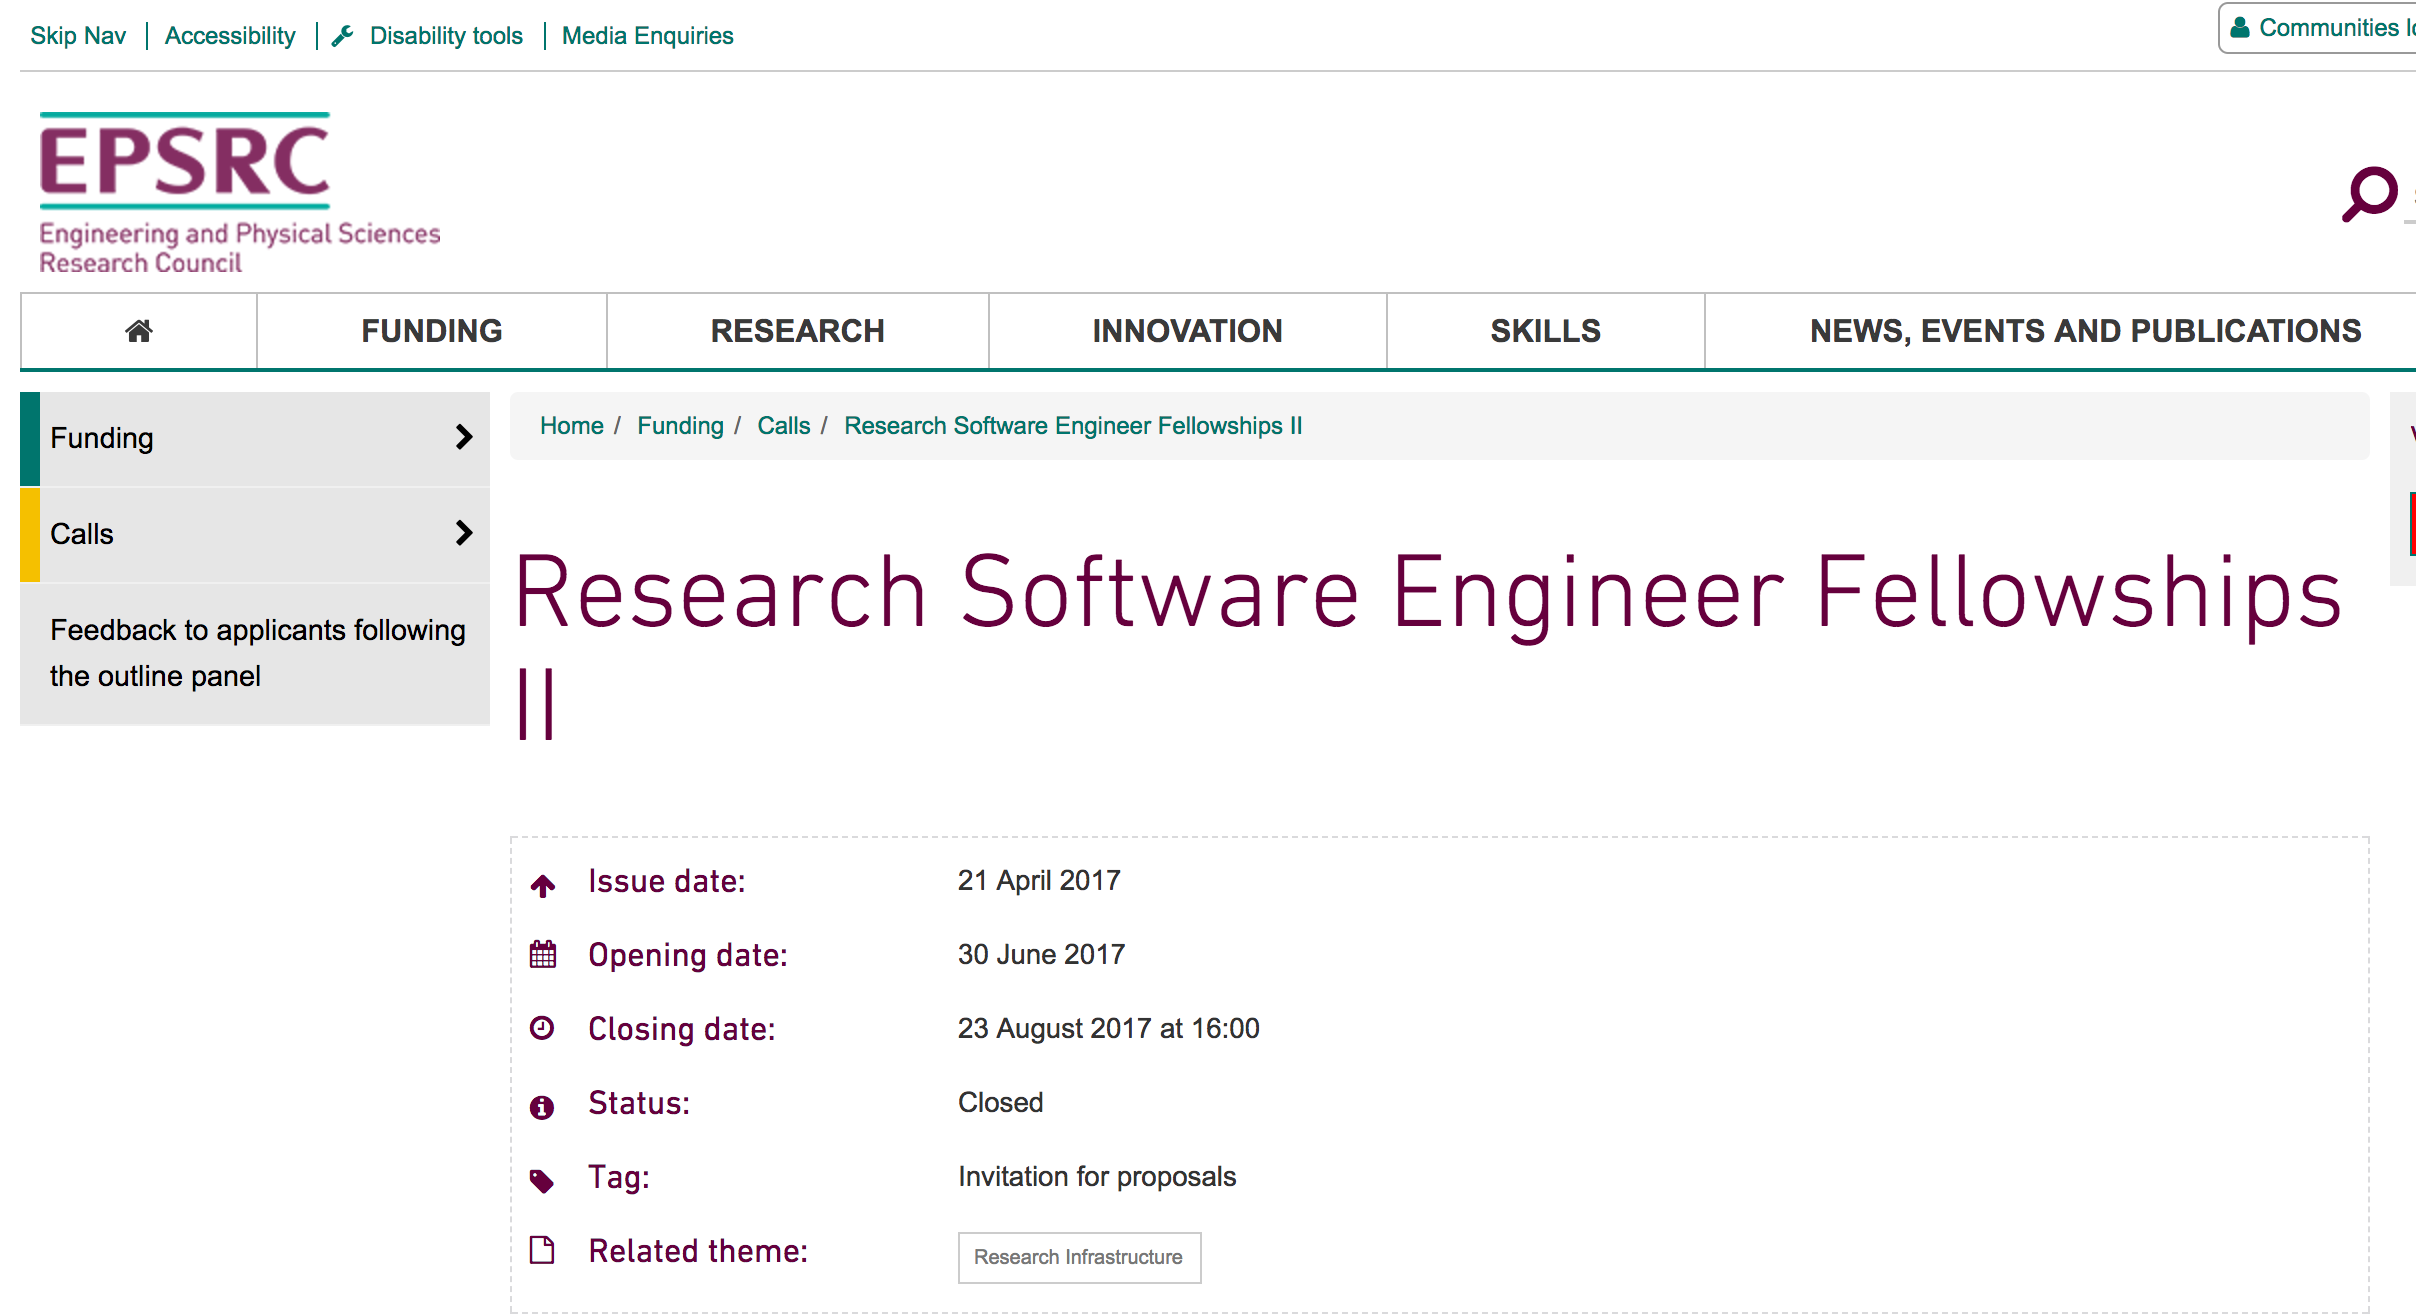 Skip Nav
Accessibility
Disability tools
Media Enquiries
Communities
EPSRC
Engineering and Physical Sciences
Research Council
FUNDING
RESEARCH
INNOVATION
SKILLS
NEWS, EVENTS AND PUBLICATIONS
Funding
Calls
Feedback to applicants following
the outline panel
Home / Funding / Calls / Research Software Engineer Fellowships II
Research Software Engineer Fellowships
II
Issue date: 21 April 2017
Opening date: 30 June 2017
Closing date: 23 August 2017 at 16:00
Status: Closed
Tag: Invitation for proposals
Related theme: Research Infrastructure